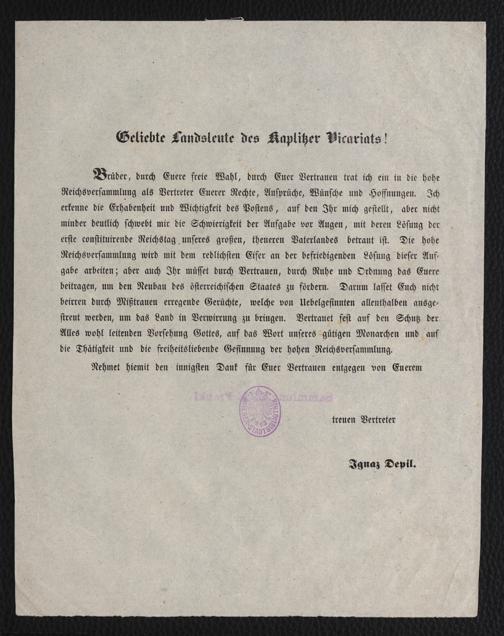 Geliebte Landsleute des Kaplitzer Vicariats!
Brüder, durch Euere freie Wahl, durch Euer Vertrauen trat ich ein in die hohe
Reichsversammlung als Vertreter Euerer Rechte, Ansprüche, Wünsche und Hoffnungen. Ich
erkenne die Erhabenheit und Wichtigkeit des Postens, auf den Ihr mich gestellt, aber nicht
minder deutlich schwebt mir die Schwierigkeit der Aufgabe vor Augen, mit deren Lösung der
erste constituirende Reichstag unseres großen, theueren Vaterlandes betraut ist. Die hohe
Reichsversammlung wird mit dem redlichsten Eifer an der befriedigenden Lösung dieser Auf-
gabe arbeiten; aber auch Ihr müsset durch Vertrauen, durch Ruhe und Ordnung das Euere
beitragen, um den Neubau des österreichischen Staates zu fördern. Darum lasset Euch nicht
beirren durch Mißtrauen erregende Gerüchte, welche von Uebelgesinnten allenthalben ausge-
streut werden, um das Land in Verwirrung zu bringen. Vertrauet fest auf den Schutz der
Alles wohl leitenden Vorsehung Gottes, auf das Wort unseres gütigen Monarchen und auf
die Thätigkeit und die freiheitsliebende Gesinnung der hohen Reichsversammlung.
Nehmet hiemit den innigsten Dank für Euer Vertrauen entgegen von Euerem
treuen Vertreter
Ignaz Depil.